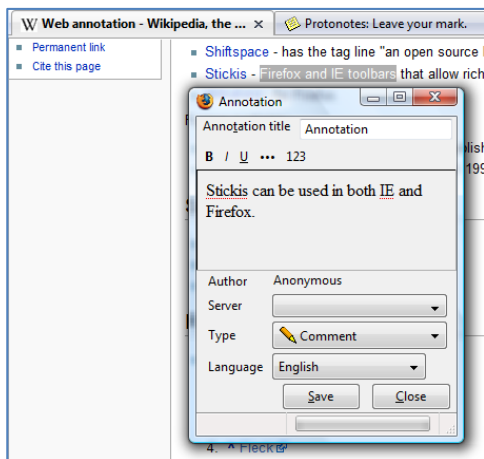 Web annotation - Wikipedia, the ...
Protonotes: Leave your mark.
Permanent link
Cite this page
Shiftspace - has the tag line "an open source
Stickis - Firefox and IE toolbars that allow rich
Annotation
Annotation title Annotation
B I U ••• 123
Stickis can be used in both IE and
Firefox.
Author Anonymous
Server
Type Comment
Language English
Save Close
4. ^ Fleck